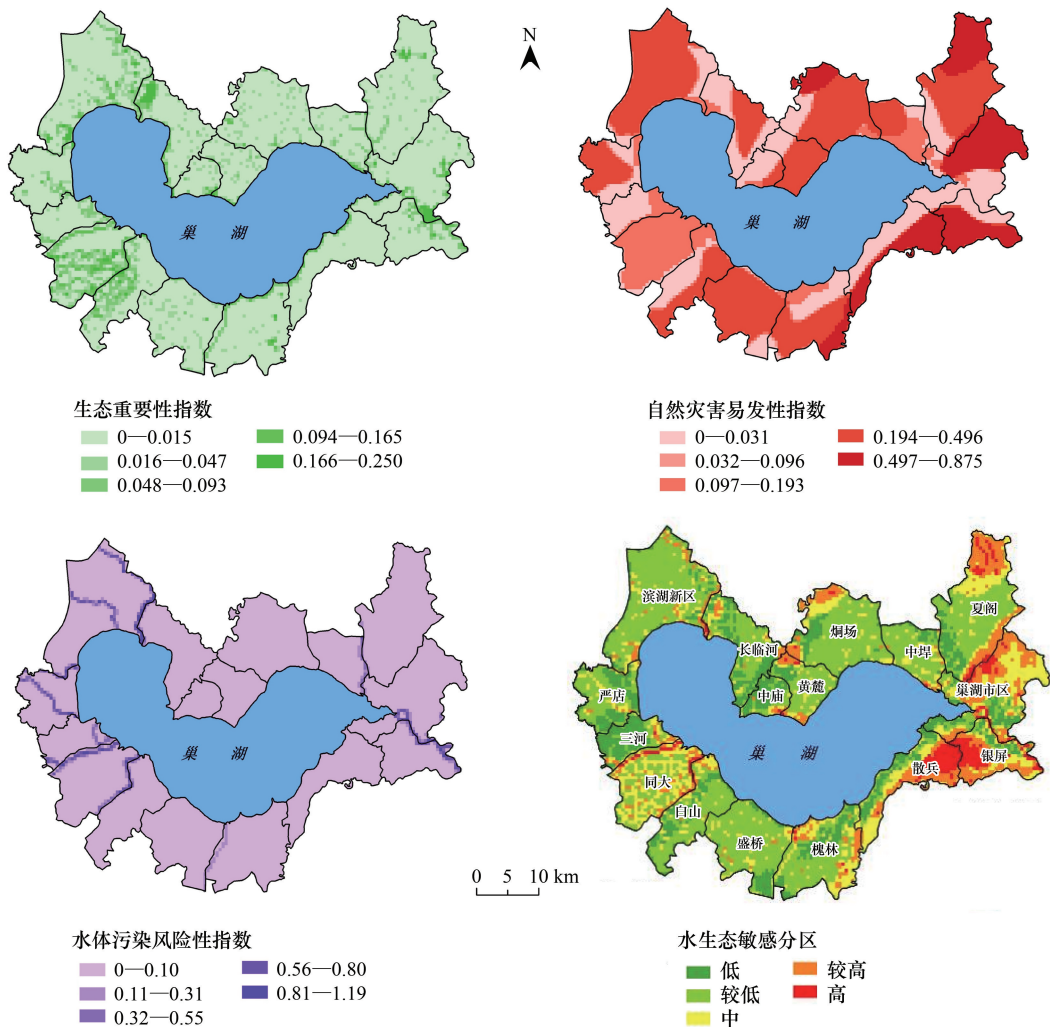 N
巢 湖
巢 湖
生态重要性指数
0—0.015
0.016—0.047
0.048—0.093
0.094—0.165
0.166—0.250
自然灾害易发性指数
0—0.031
0.032—0.096
0.097—0.193
0.194—0.496
0.497—0.875
滨湖新区
长临河
烔炀
中垾
夏阁
严店
中庙
黄麓
巢湖市区
三河
巢 湖
巢 湖
散兵
银屏
同大
白山
盛桥
槐林
0 5 10 km
水体污染风险性指数
0—0.10
0.11—0.31
0.32—0.55
0.56—0.80
0.81—1.19
水生态敏感分区
低
较低
中
较高
高